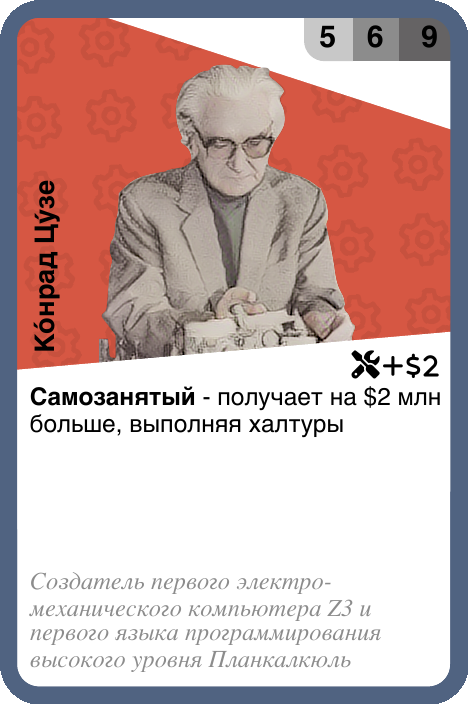 5 6 9
Ко́нрад Цу́зе
+$2
Самозанятый - получает на $2 млн
больше, выполняя халтуры
Создатель первого электро-
механического компьютера Z3 и
первого языка программирования
высокого уровня Планкалкюль